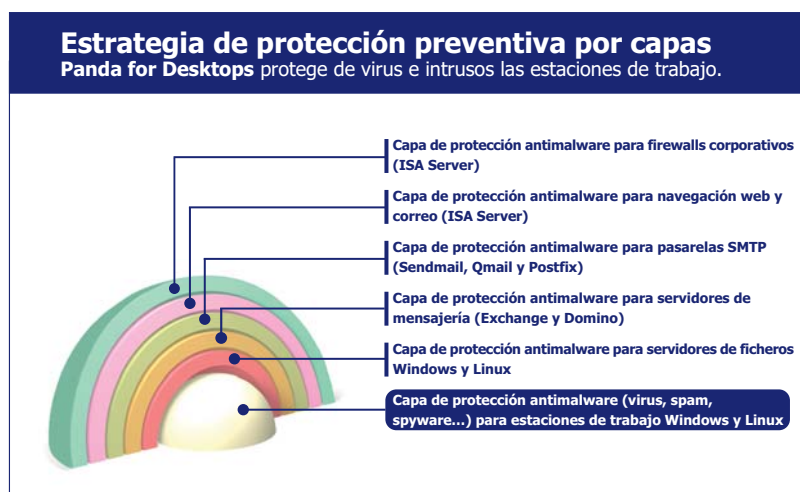 Estrategia de protección preventiva por capas
Panda for Desktops protege de virus e intrusos las estaciones de trabajo.
Capa de protección antimalware para firewalls corporativos
(ISA Server)
Capa de protección antimalware para navegación web y
correo (ISA Server)
Capa de protección antimalware para pasarelas SMTP
(Sendmail, Qmail y Postfix)
Capa de protección antimalware para servidores de
mensajería (Exchange y Domino)
Capa de protección antimalware para servidores de ficheros
Windows y Linux
Capa de protección antimalware (virus, spam,
spyware...) para estaciones de trabajo Windows y Linux